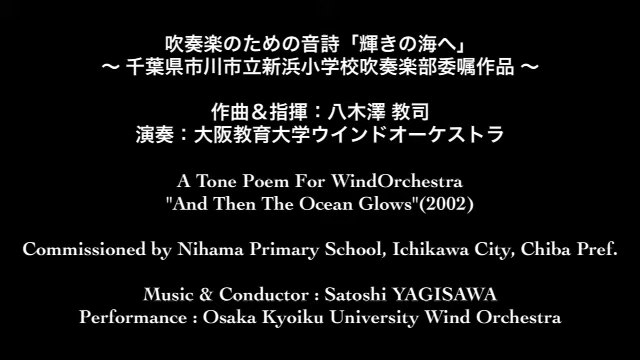 吹奏楽のための音詩「輝きの海へ」
～ 千葉県市川市立新浜小学校吹奏楽部委嘱作品 ～
作曲＆指揮：八木澤 教司
演奏：大阪教育大学ウインドオーケストラ
A Tone Poem For WindOrchestra
"And Then The Ocean Glows"(2002)
Commissioned by Nihama Primary School, Ichikawa City, Chiba Pref.
Music & Conductor : Satoshi YAGISAWA
Performance : Osaka Kyoiku University Wind Orchestra